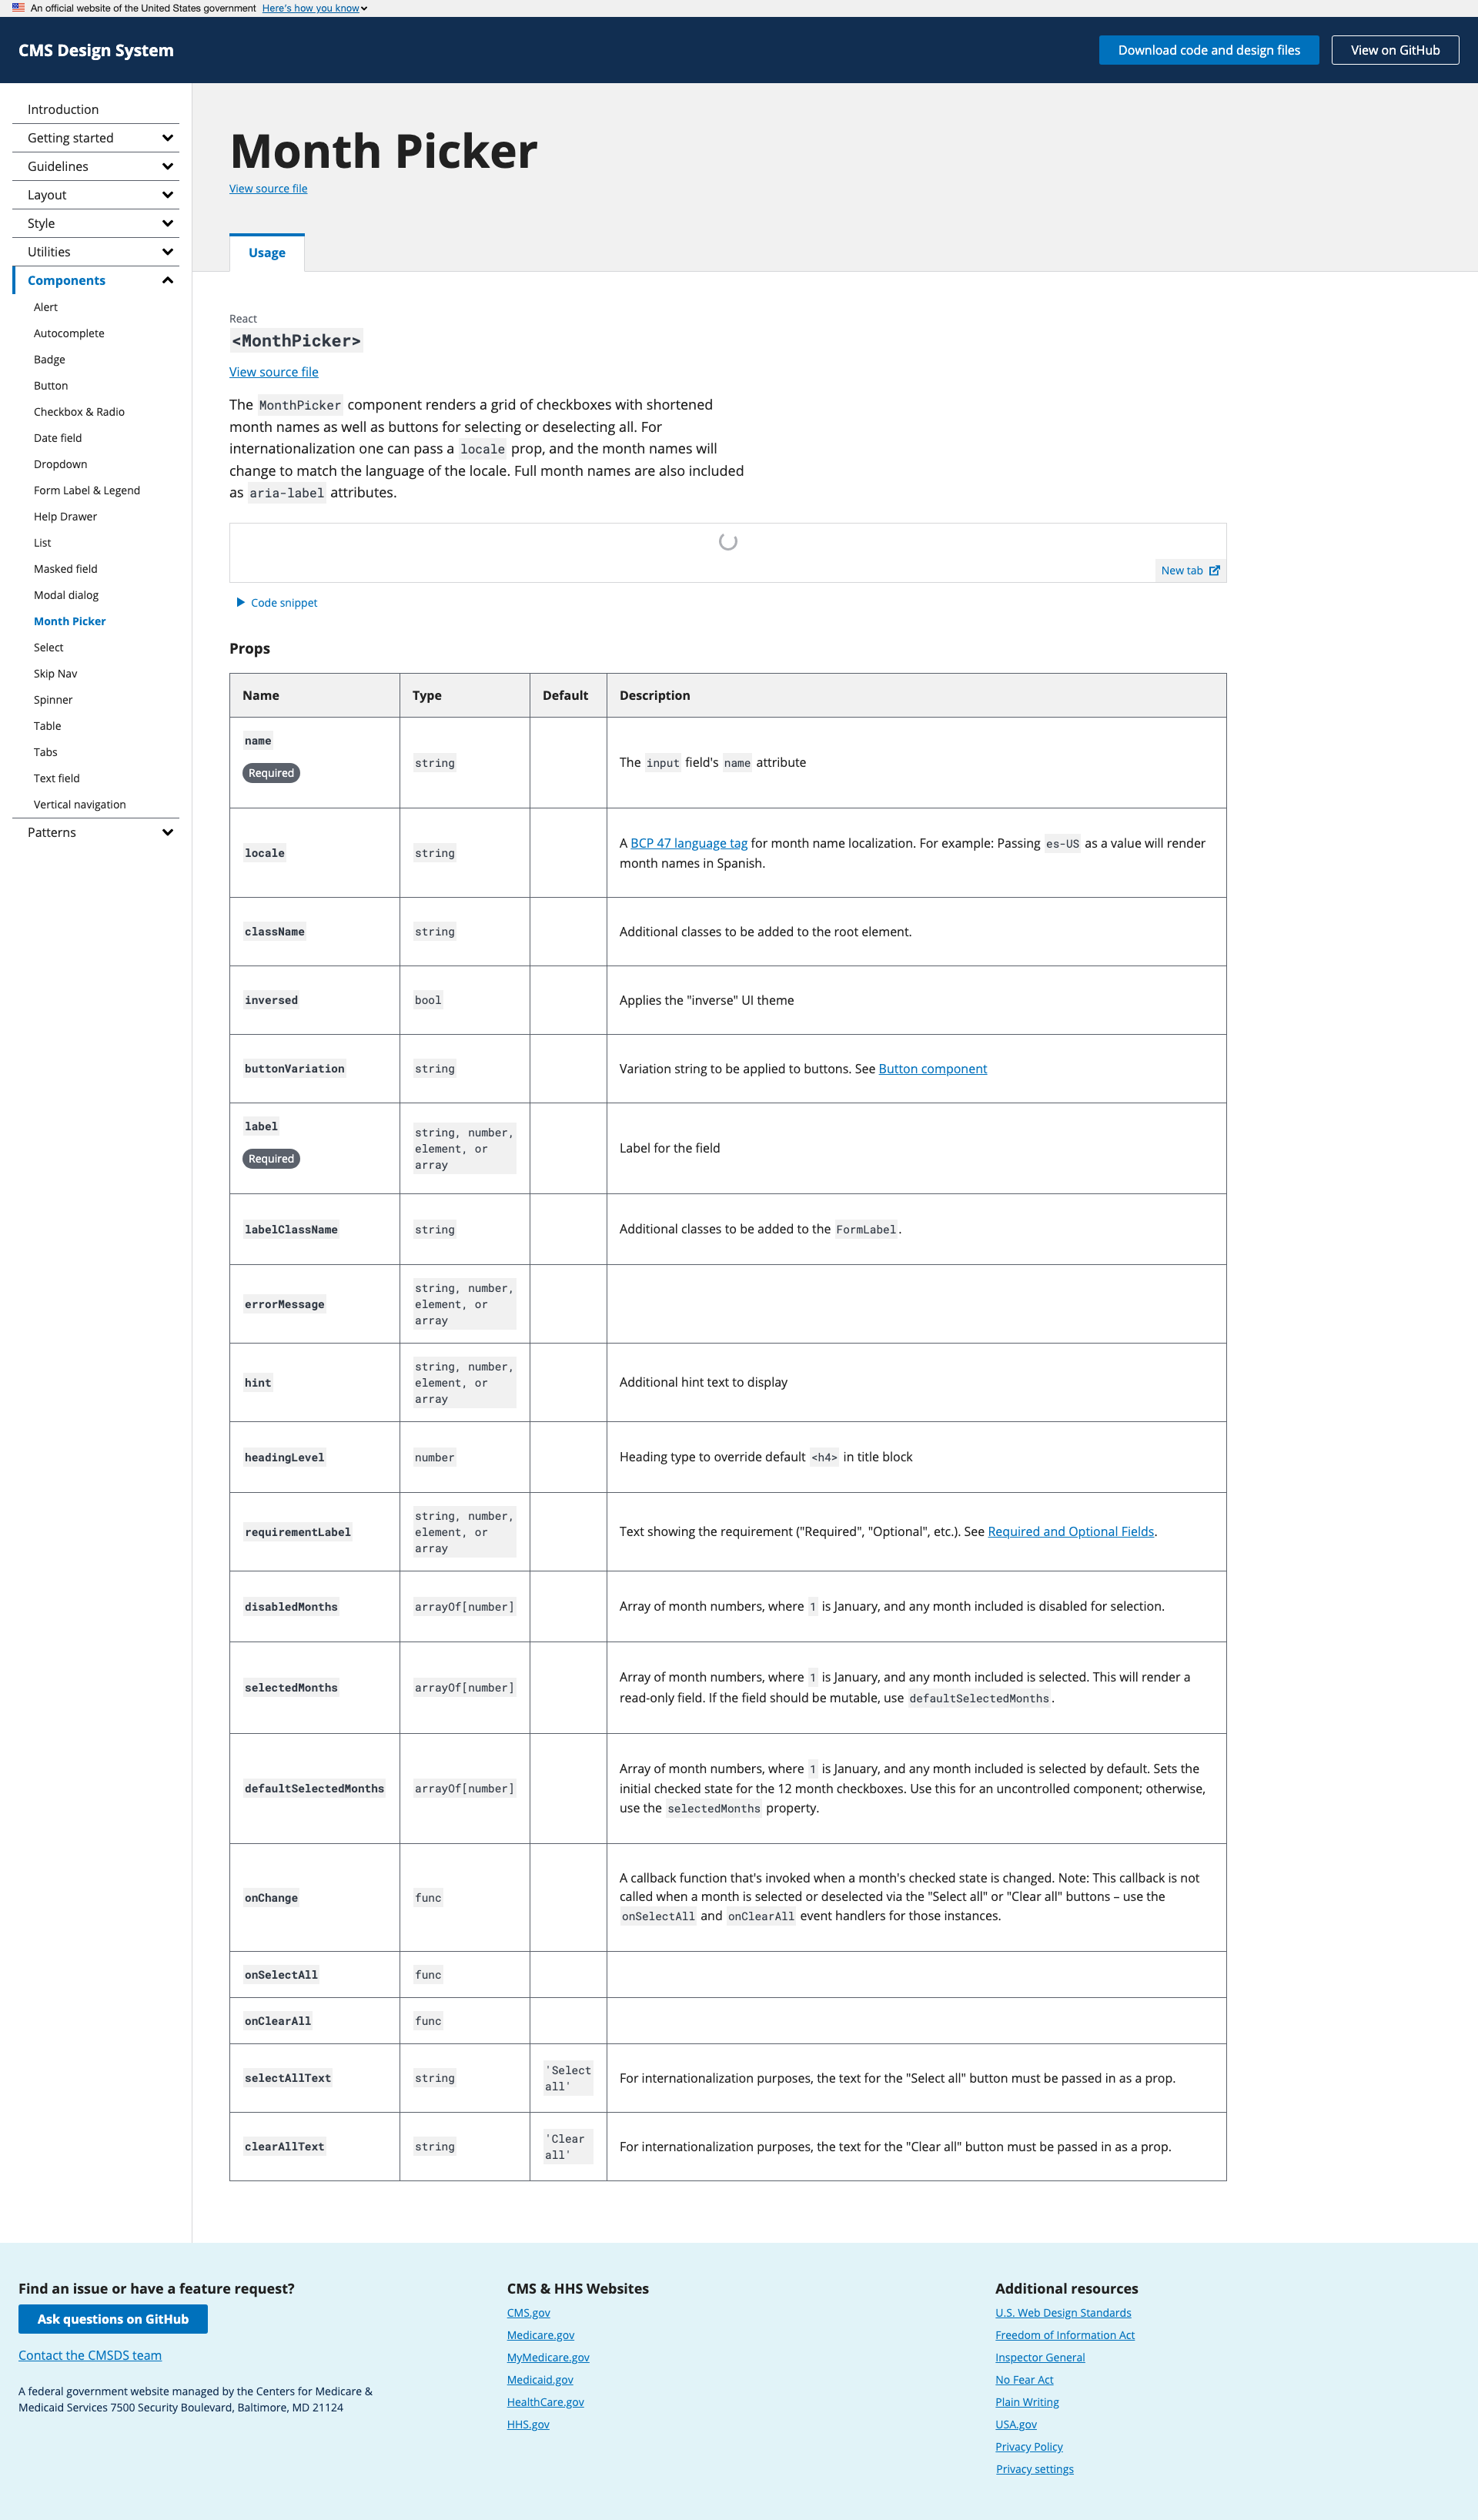 An official website of the United States government Here's how you know
CMS Design System
Download code and design files
View on GitHub
Introduction
Getting started
Guidelines
Layout
Style
Utilities
Components
Alert
Autocomplete
Badge
Button
Checkbox & Radio
Date field
Dropdown
Form Label & Legend
Help Drawer
List
Masked field
Modal dialog
Month Picker
Select
Skip Nav
Spinner
Table
Tabs
Text field
Vertical navigation
Patterns
Month Picker
View source file
Usage
React
<MonthPicker>
View source file
The MonthPicker component renders a grid of checkboxes with shortened
month names as well as buttons for selecting or deselecting all. For
internationalization one can pass a locale prop, and the month names will
change to match the language of the locale. Full month names are also included
as aria-label attributes.
New tab
Code snippet
Props
Name Type Default Description
name
Required
string
The input field's name attribute
locale
string
A BCP 47 language tag for month name localization. For example: Passing es-US as a value will render
month names in Spanish.
className
string
Additional classes to be added to the root element.
inversed
bool
Applies the "inverse" UI theme
buttonVariation
string
Variation string to be applied to buttons. See Button component
label
Required
string, number,
element, or
array
Label for the field
labelClassName
string
Additional classes to be added to the FormLabel.
errorMessage
string, number,
element, or
array
hint
string, number,
element, or
array
Additional hint text to display
headingLevel
number
Heading type to override default <h4> in title block
requirementLabel
string, number,
element, or
array
Text showing the requirement ("Required", "Optional", etc.). See Required and Optional Fields.
disabledMonths
arrayOf[number]
Array of month numbers, where 1 is January, and any month included is disabled for selection.
selectedMonths
arrayOf[number]
Array of month numbers, where 1 is January, and any month included is selected. This will render a
read-only field. If the field should be mutable, use defaultSelectedMonths.
defaultSelectedMonths
arrayOf[number]
Array of month numbers, where 1 is January, and any month included is selected by default. Sets the
initial checked state for the 12 month checkboxes. Use this for an uncontrolled component; otherwise,
use the selectedMonths property.
onChange
func
A callback function that's invoked when a month's checked state is changed. Note: This callback is not
called when a month is selected or deselected via the "Select all" or "Clear all" buttons – use the
onSelectAll and onClearAll event handlers for those instances.
onSelectAll
func
onClearAll
func
selectAllText
string
'Select
all'
For internationalization purposes, the text for the "Select all" button must be passed in as a prop.
clearAllText
string
'Clear
all'
For internationalization purposes, the text for the "Clear all" button must be passed in as a prop.
Find an issue or have a feature request?
Ask questions on GitHub
Contact the CMSDS team
A federal government website managed by the Centers for Medicare &
Medicaid Services 7500 Security Boulevard, Baltimore, MD 21124
CMS & HHS Websites
CMS.gov
Medicare.gov
MyMedicare.gov
Medicaid.gov
HealthCare.gov
HHS.gov
Additional resources
U.S. Web Design Standards
Freedom of Information Act
Inspector General
No Fear Act
Plain Writing
USA.gov
Privacy Policy
Privacy settings